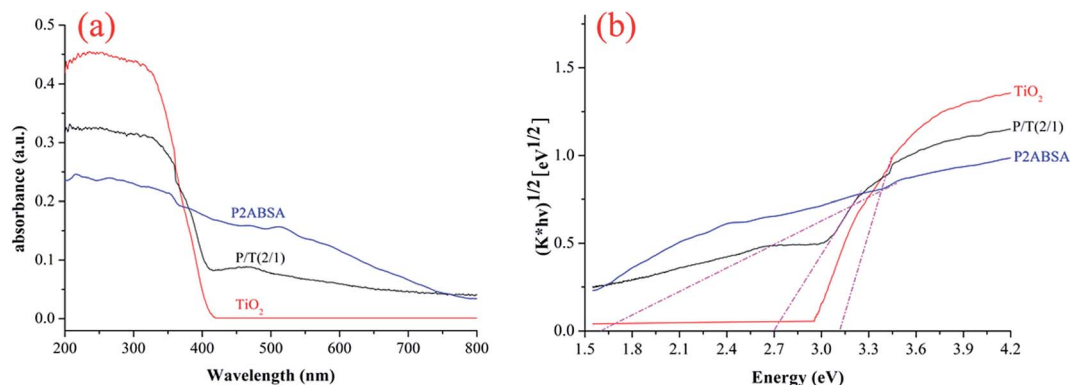 (a)
0.5
0.4
0.3
0.2
0.1
0.0
absorbance (a.u.)
P2ABSA
P/T(2/1)
TiO2
200 300 400 500 600 700 800
Wavelength (nm)
(b)
1.5
1.0
0.5
0.0
(K*hv)^1/2 [eV^1/2]
TiO2
P/T(2/1)
P2ABSA
1.5 1.8 2.1 2.4 2.7 3.0 3.3 3.6 3.9 4.2
Energy (eV)